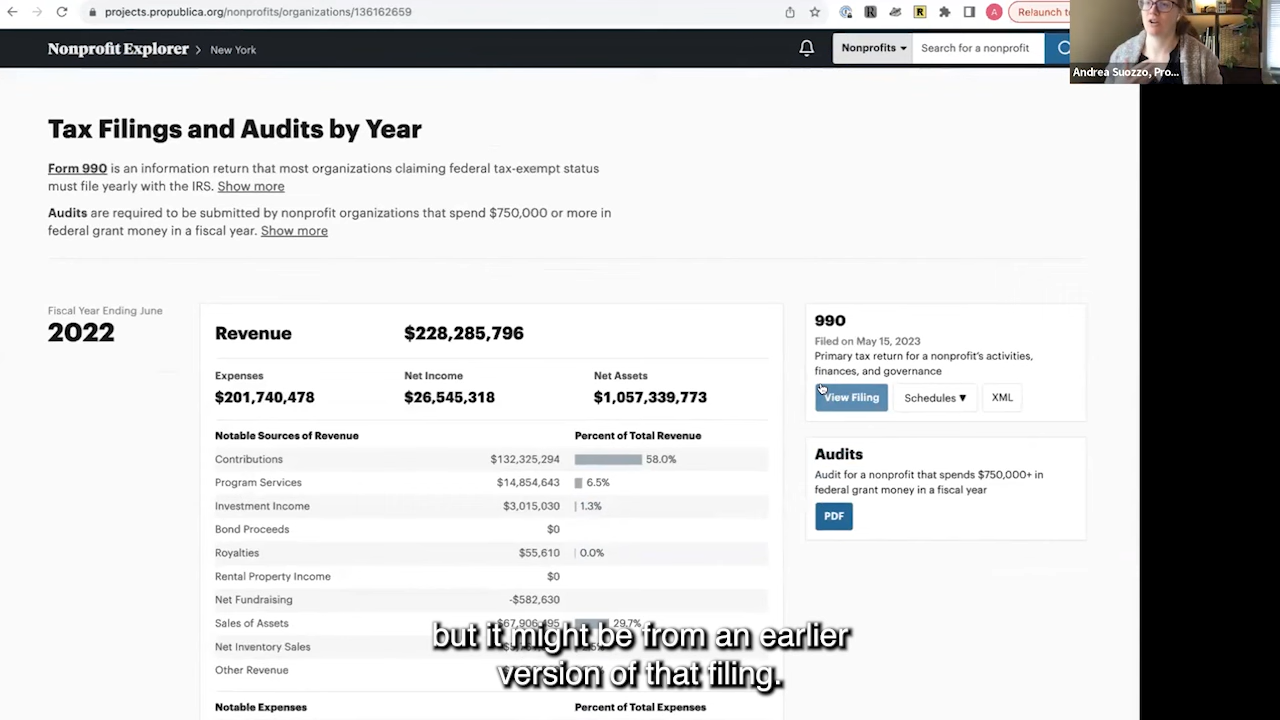 projects.propublica.org/nonprofits/organizations/136162659
Relaunch to
Nonprofit Explorer > New York
Nonprofits
Search for a nonprofit
Andrea Suozzo, Pro...
Tax Filings and Audits by Year
Form 990 is an information return that most organizations claiming federal tax-exempt status
must file yearly with the IRS. Show more
Audits are required to be submitted by nonprofit organizations that spend $750,000 or more in
federal grant money in a fiscal year. Show more
Fiscal Year Ending June
2022
Revenue $228,285,796
Expenses Net Income Net Assets
$201,740,478 $26,545,318 $1,057,339,773
Notable Sources of Revenue Percent of Total Revenue
Contributions $132,325,294 58.0%
Program Services $14,854,643 6.5%
Investment Income $3,015,030 1.3%
Bond Proceeds $0
Royalties $55,610 0.0%
Rental Property Income $0
Net Fundraising -$582,630
Sales of Assets 29.7%
Net Inventory Sales
Other Revenue
Notable Expenses Percent of Total Expenses
990
Filed on May 15, 2023
Primary tax return for a nonprofit's activities,
finances, and governance
View Filing Schedules ▼ XML
Audits
Audit for a nonprofit that spends $750,000+ in
federal grant money in a fiscal year
PDF
but it might be from an earlier
version of that filing.